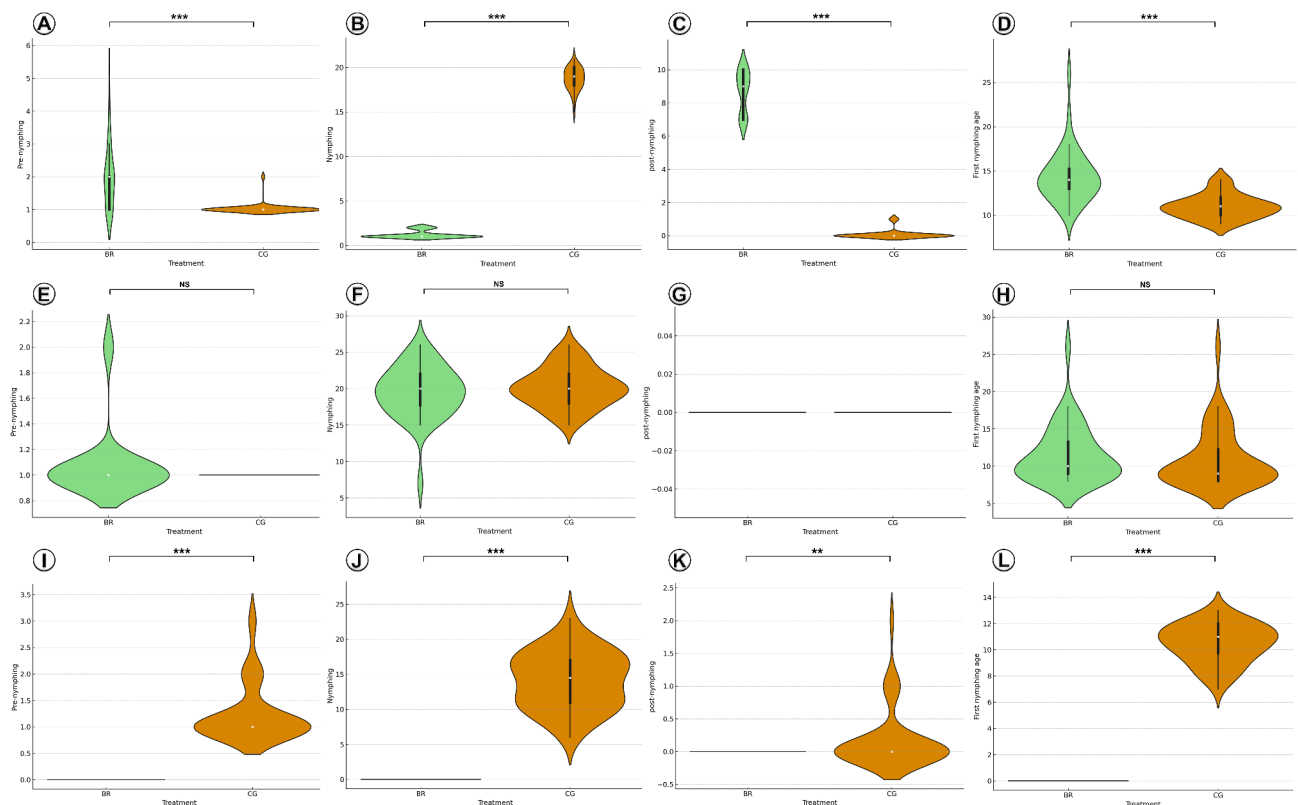 A
***
Pre-nymphing
6
5
4
3
2
1
0
BR
CG
Treatment
B
***
Nymphing
20
15
10
5
0
BR
CG
Treatment
C
***
post-nymphing
10
8
6
4
2
0
BR
CG
Treatment
D
***
First nymphing age
25
20
15
10
BR
CG
Treatment
E
NS
Pre-nymphing
2.2
2.0
1.8
1.6
1.4
1.2
1.0
0.8
BR
CG
Treatment
F
NS
Nymphing
30
25
20
15
10
5
BR
CG
Treatment
G
post-nymphing
0.04
0.02
0.00
−0.02
−0.04
BR
CG
Treatment
H
NS
First nymphing age
30
25
20
15
10
5
BR
CG
Treatment
I
***
Pre-nymphing
3.5
3.0
2.5
2.0
1.5
1.0
0.5
0.0
BR
CG
Treatment
J
***
Nymphing
25
20
15
10
5
0
BR
CG
Treatment
K
**
post-nymphing
2.5
2.0
1.5
1.0
0.5
0.0
−0.5
BR
CG
Treatment
L
***
First nymphing age
14
12
10
8
6
4
2
0
BR
CG
Treatment